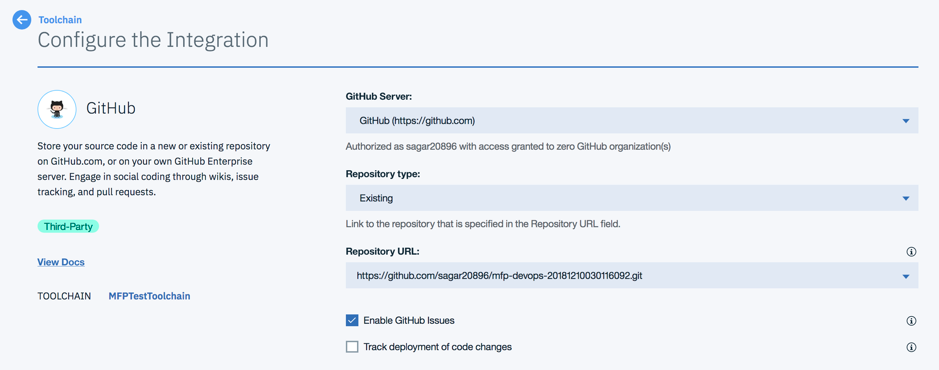 Toolchain
Configure the Integration
GitHub
Store your source code in a new or existing repository
on GitHub.com, or on your own GitHub Enterprise
server. Engage in social coding through wikis, issue
tracking, and pull requests.
Third-Party
View Docs
TOOLCHAIN MFPTestToolchain
GitHub Server:
GitHub (https://github.com)
Authorized as sagar20896 with access granted to zero GitHub organization(s)
Repository type:
Existing
Link to the repository that is specified in the Repository URL field.
Repository URL:
https://github.com/sagar20896/mfp-devops-20181210030116092.git
Enable GitHub Issues
Track deployment of code changes